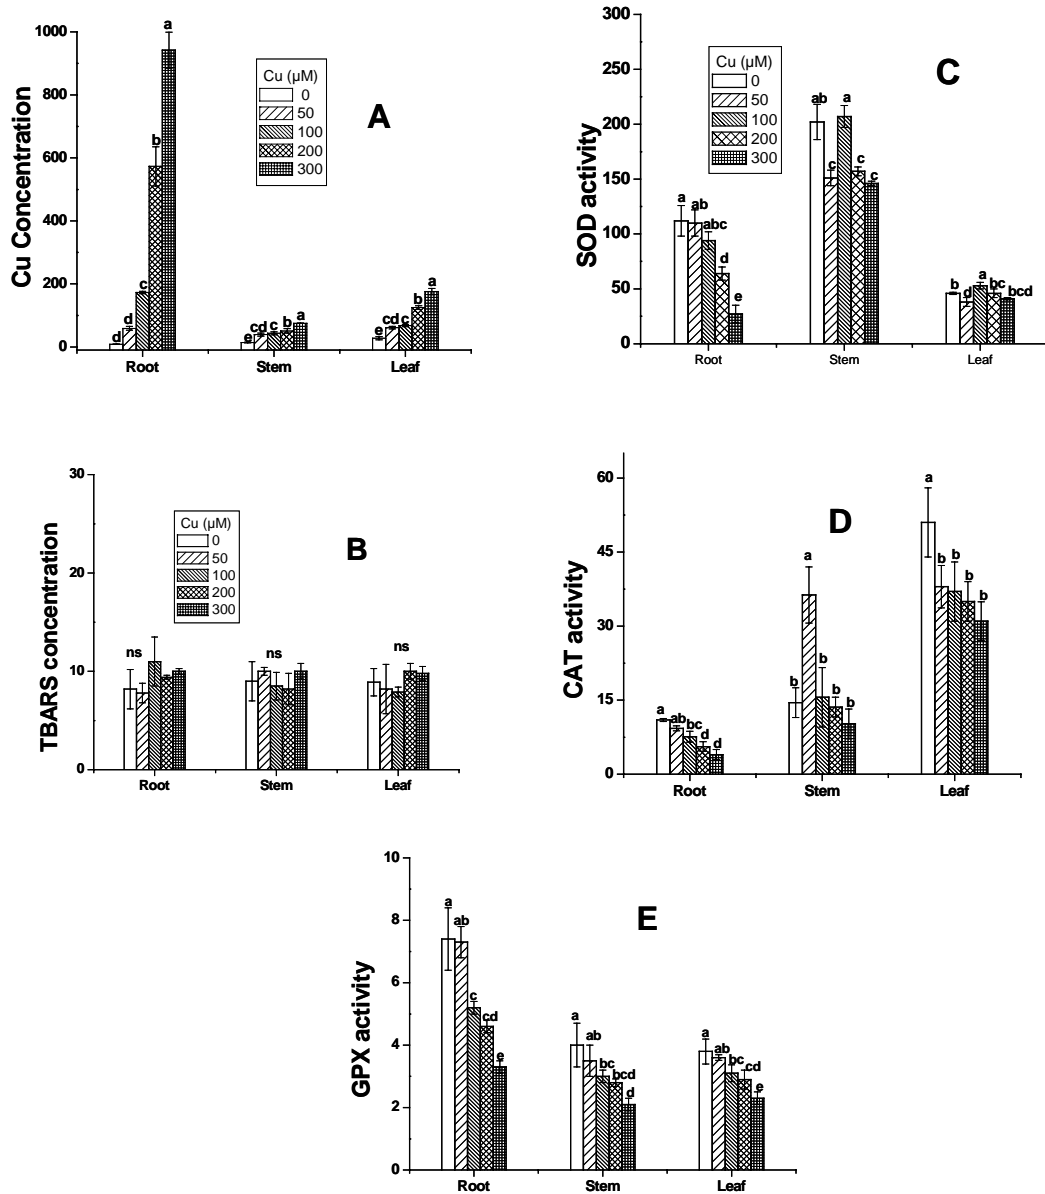 Cu Concentration
1000
800
600
400
200
0
Cu (µM)
0
50
100
200
300
A
d d c b a
e cd c b a
e cd c b a
Root Stem Leaf
SOD activity
300
250
200
150
100
50
0
Cu (µM)
0
50
100
200
300
C
a ab abc d e
ab c a c c
b d a bc bcd
Root Stem Leaf
TBARS concentration
30
20
10
0
Cu (µM)
0
50
100
200
300
B
ns ns ns
Root Stem Leaf
CAT activity
60
45
30
15
0
D
a ab bc d d
b a b b b
a b b b b
Root Stem Leaf
GPX activity
10
8
6
4
2
0
E
a ab c cd e
a ab bc bcd d
a ab bc cd e
Root Stem Leaf